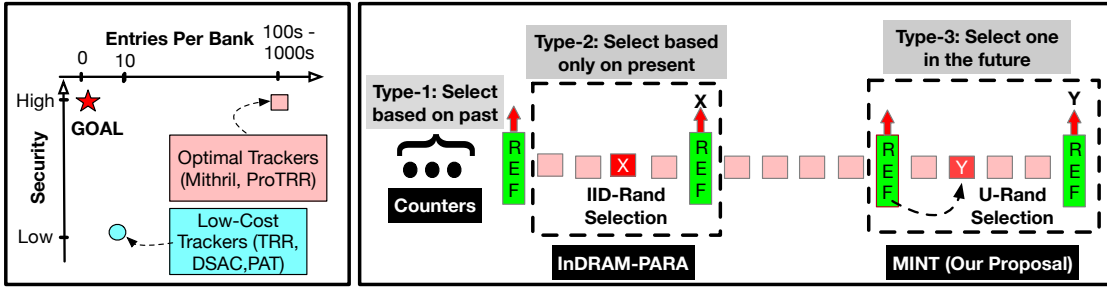 Entries Per Bank
0
10
100s -
1000s
Security
High
Low
GOAL
Optimal Trackers
(Mithril, ProTRR)
Low-Cost
Trackers (TRR,
DSAC,PAT)
Type-1: Select
based on past
Counters
Type-2: Select based
only on present
X
REF
X
REF
IID-Rand
Selection
InDRAM-PARA
Type-3: Select one
in the future
Y
REF
Y
REF
U-Rand
Selection
MINT (Our Proposal)